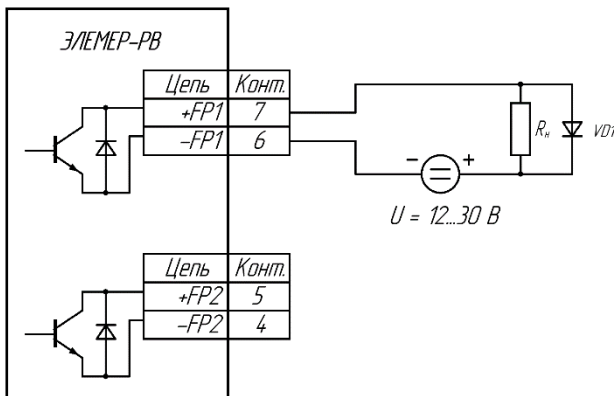 ЭЛЕМЕР-РВ
Цепь Конт.
+FP1 7
-FP1 6
Rн VD1
- +
U = 12...30 В
Цепь Конт.
+FP2 5
-FP2 4